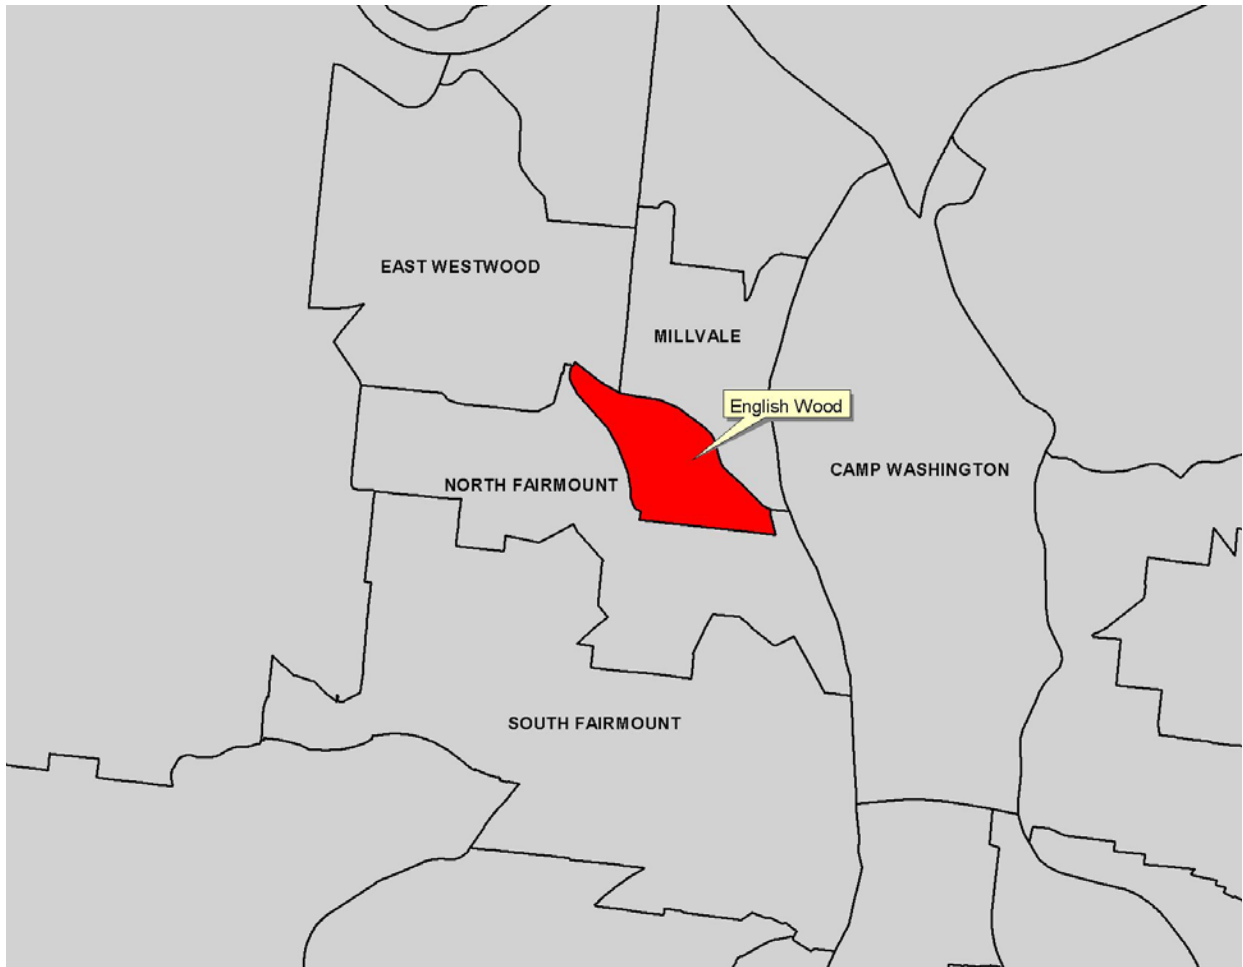 EAST WESTWOOD
MILLVALE
English Wood
CAMP WASHINGTON
NORTH FAIRMOUNT
SOUTH FAIRMOUNT